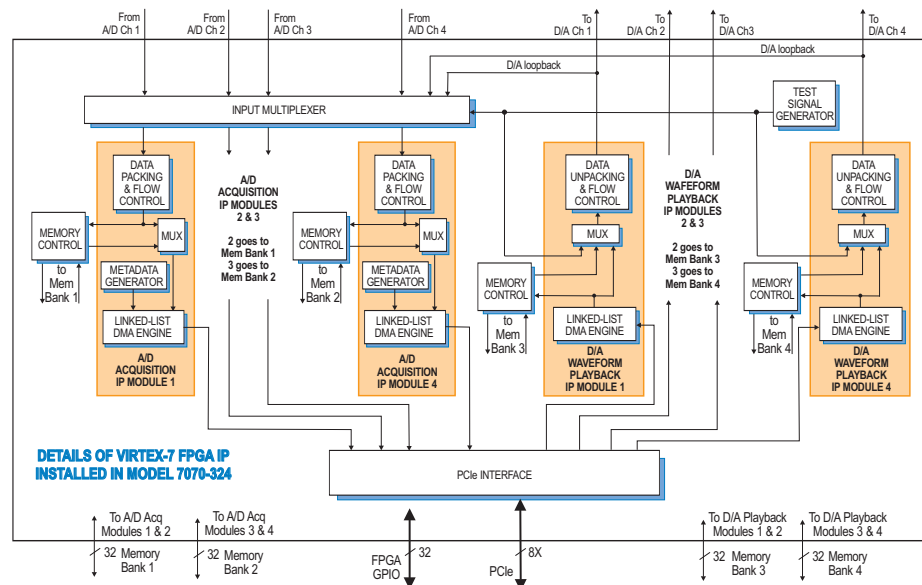 From
A/D Ch 1
From
A/D Ch 2
From
A/D Ch 3
From
A/D Ch 4
To
D/A Ch 1
To
D/A Ch 2
To
D/A Ch3
To
D/A Ch 4
D/A loopback
D/A loopback
INPUT MULTIPLEXER
TEST
SIGNAL
GENERATOR
DATA
PACKING
& FLOW
CONTROL
MUX
MEMORY
CONTROL
to
Mem
Bank 1
METADATA
GENERATOR
LINKED-LIST
DMA ENGINE
A/D
ACQUISITION
IP MODULE 1
A/D
ACQUISITION
IP MODULES
2 & 3
2 goes to
Mem Bank 1
3 goes to
Mem Bank 2
DATA
PACKING
& FLOW
CONTROL
MUX
MEMORY
CONTROL
to
Mem
Bank 2
METADATA
GENERATOR
LINKED-LIST
DMA ENGINE
A/D
ACQUISITION
IP MODULE 4
DATA
UNPACKING
& FLOW
CONTROL
MUX
MEMORY
CONTROL
to
Mem
Bank 3
LINKED-LIST
DMA ENGINE
D/A
WAVEFORM
PLAYBACK
IP MODULE 1
D/A
WAFEFORM
PLAYBACK
IP MODULES
2 & 3
2 goes to
Mem Bank 3
3 goes to
Mem Bank 4
DATA
UNPACKING
& FLOW
CONTROL
MUX
MEMORY
CONTROL
to
Mem
Bank 4
LINKED-LIST
DMA ENGINE
D/A
WAVEFORM
PLAYBACK
IP MODULE 4
DETAILS OF VIRTEX-7 FPGA IP
INSTALLED IN MODEL 7070-324
PCIe INTERFACE
To A/D Acq
Modules 1 & 2
32 Memory
Bank 1
To A/D Acq
Modules 3 & 4
32 Memory
Bank 2
32
FPGA
GPIO
8X
PCIe
To D/A Playback
Modules 1 & 2
32 Memory
Bank 3
To D/A Playback
Modules 3 & 4
32 Memory
Bank 4